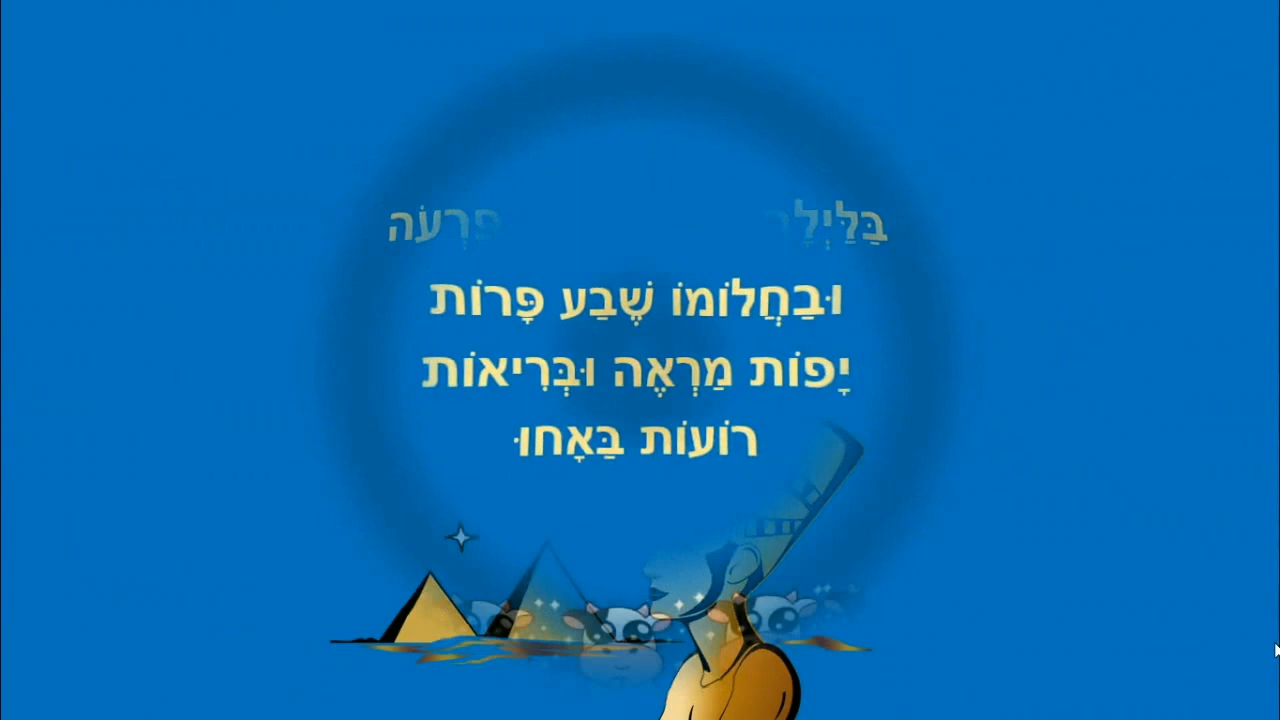 בַּלַּיְלָה פַּרְעֹה
וּבַחֲלוֹמוֹ שֶׁבַע פָּרוֹת
יָפוֹת מַרְאֶה וּבְּרִיאוֹת
רוֹעוֹת בַּאָחוּ